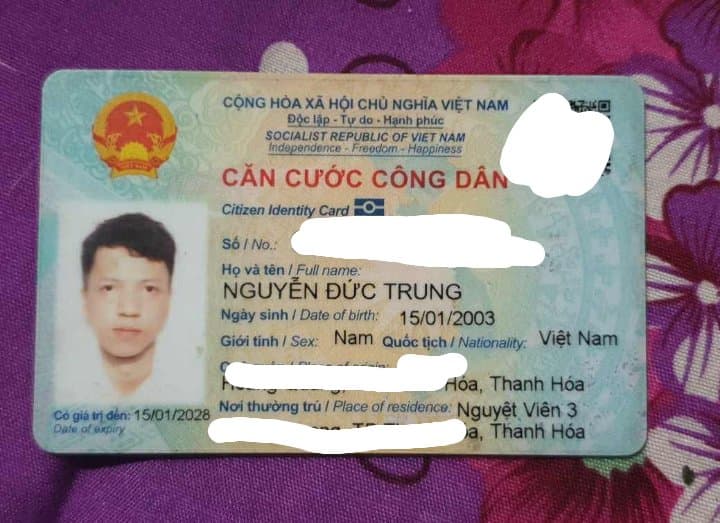 CỘNG HÒA XÃ HỘI CHỦ NGHĨA VIỆT NAM
Độc lập - Tự do - Hạnh phúc
SOCIALIST REPUBLIC OF VIET NAM
Independence - Freedom - Happiness
CĂN CƯỚC CÔNG DÂN
Citizen Identity Card
Số / No.:
Họ và tên / Full name:
NGUYỄN ĐỨC TRUNG
Ngày sinh / Date of birth: 15/01/2003
Giới tính / Sex: Nam Quốc tịch / Nationality: Việt Nam
Hóa, Thanh Hóa
Có giá trị đến: 15/01/2028
Date of expiry
Nơi thường trú / Place of residence: Nguyệt Viên 3
Thanh Hóa